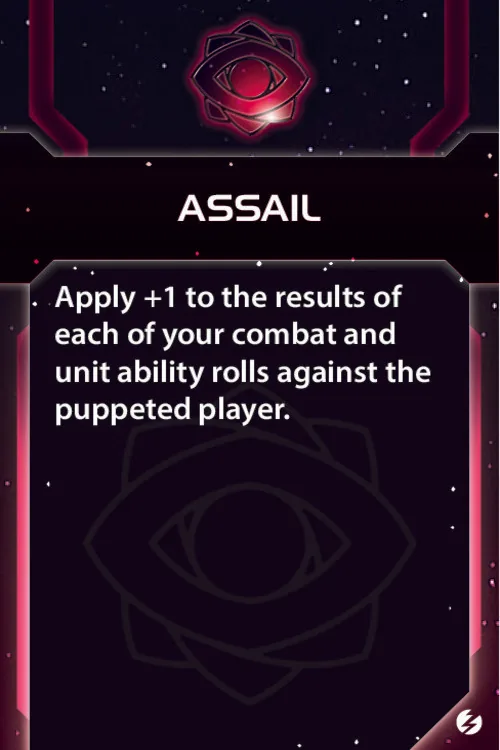 ASSAIL
Apply +1 to the results of
each of your combat and
unit ability rolls against the
puppeted player.